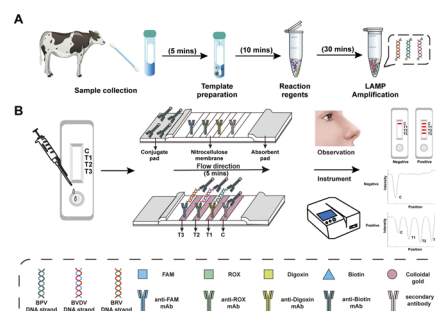 A
(5 mins)
(10 mins)
(30 mins)
Sample collection
Template
preparation
Reaction
regents
LAMP
Amplification
B
C
T1
T2
T3
Conjugate
pad
Nitrocellulose
membrane
Absorbent pad
Flow direction
(5 mins)
T3
T2
T1
C
Observation
Instrument
Negative
Positive
Negative
Intensity
C
Position
Positive
Intensity
C
T1
T2
Position
BPV
DNA strand
BVDV
DNA strand
BRV
DNA strand
FAM
ROX
Digoxin
Biotin
Colloidal
gold
anti-FAM
mAb
anti-ROX
mAb
anti-Digoxin
mAb
anti-Biotin
mAb
secondary
antibody